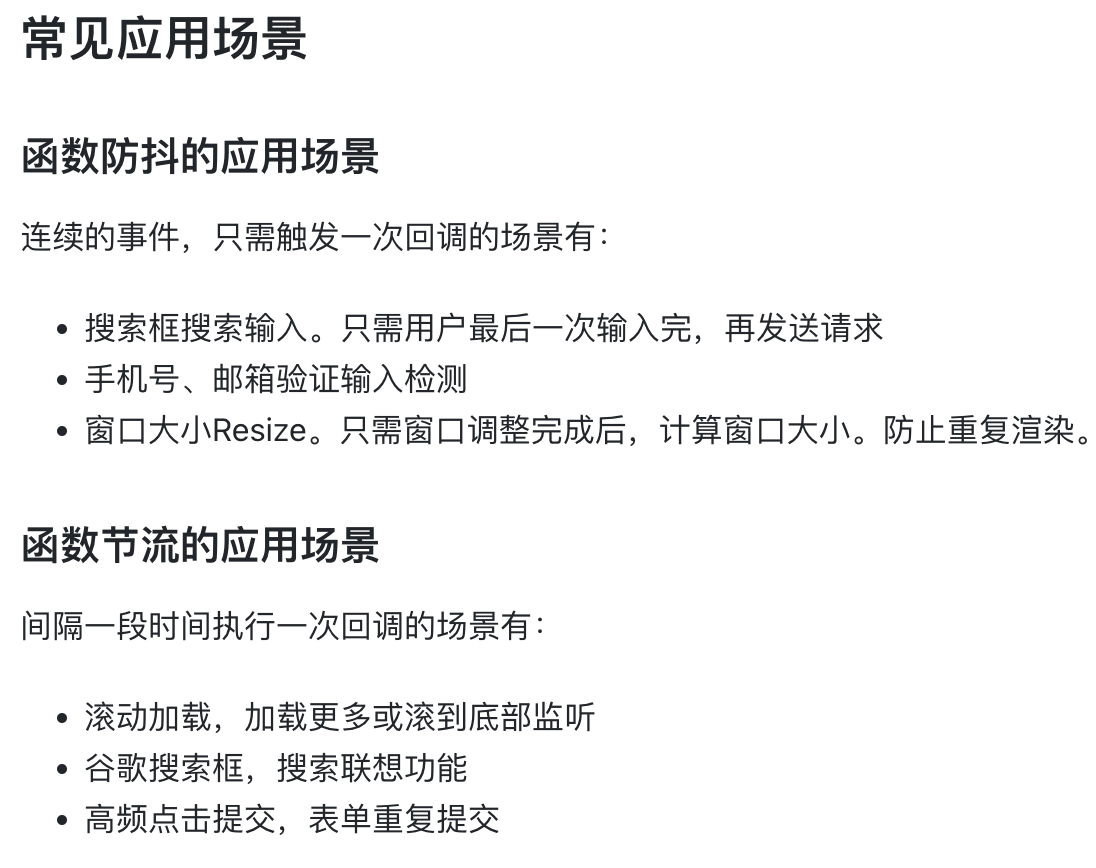 常见应用场景
函数防抖的应用场景
连续的事件，只需触发一次回调的场景有：
搜索框搜索输入。只需用户最后一次输入完，再发送请求
手机号、邮箱验证输入检测
窗口大小Resize。只需窗口调整完成后，计算窗口大小。防止重复渲染。
函数节流的应用场景
间隔一段时间执行一次回调的场景有：
滚动加载，加载更多或滚到底部监听
谷歌搜索框，搜索联想功能
高频点击提交，表单重复提交